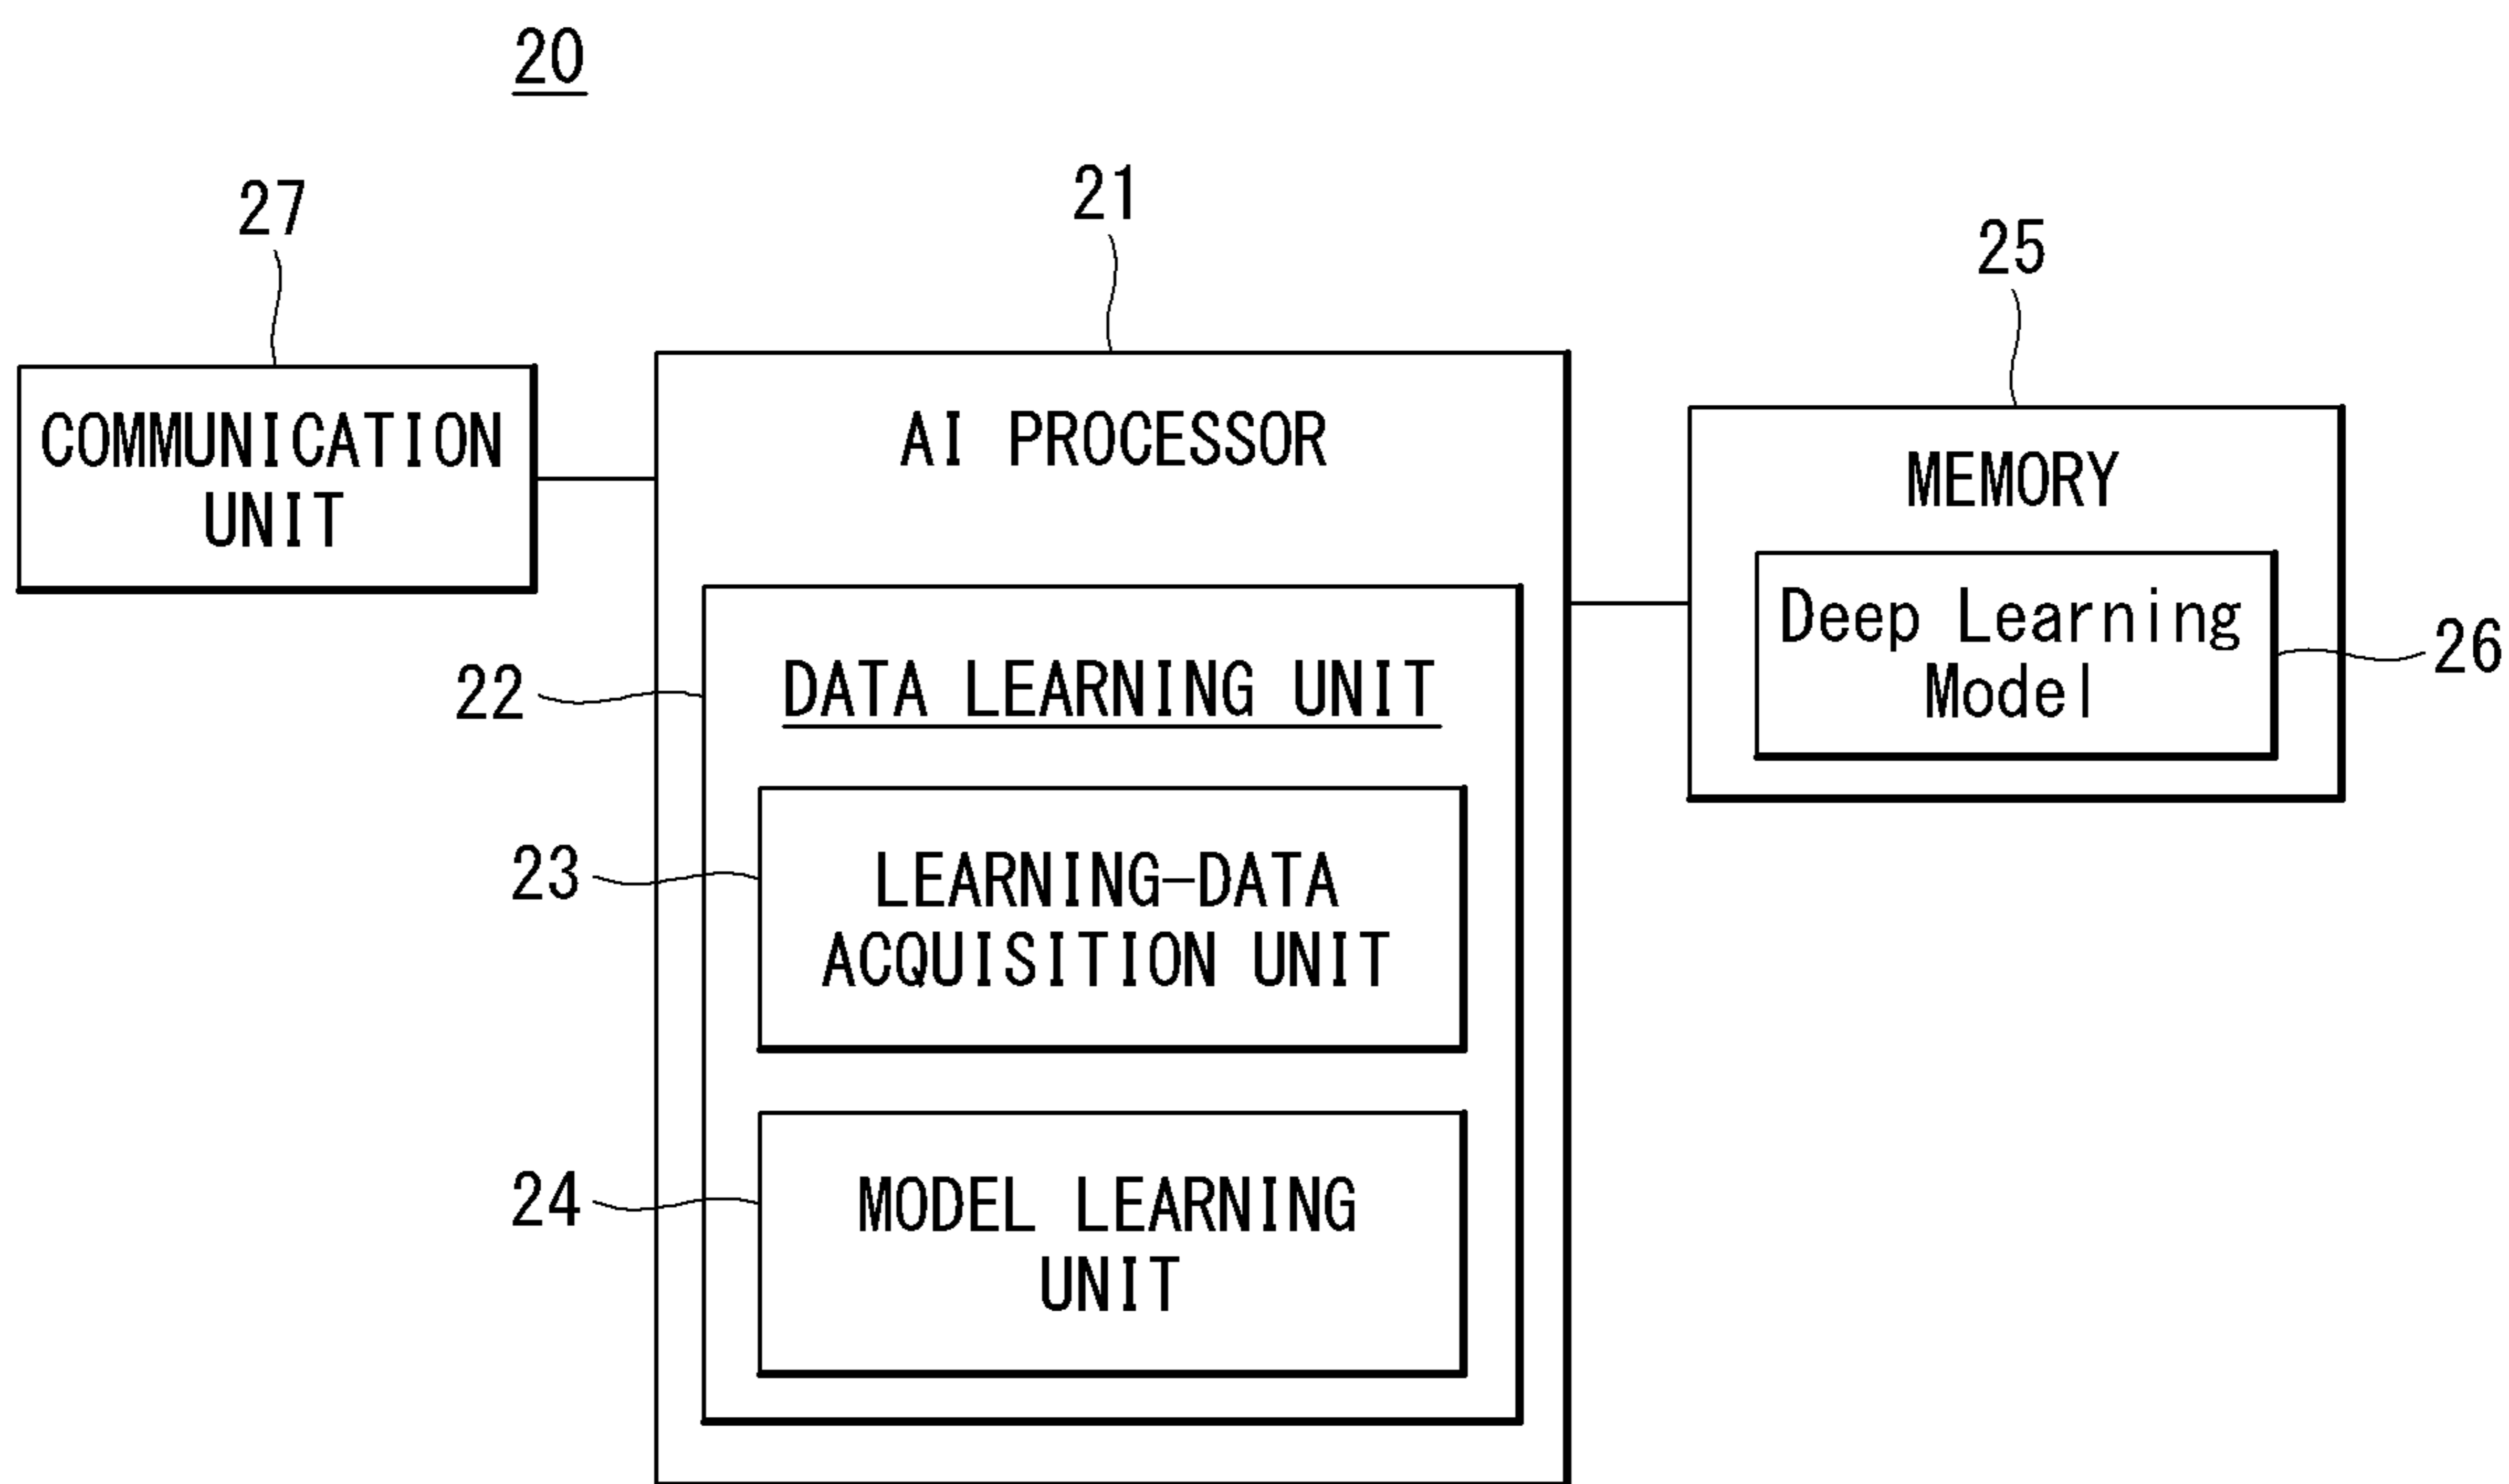 20
27
21
25
COMMUNICATION
UNIT
AI PROCESSOR
MEMORY
Deep Learning
Model
26
22
DATA LEARNING UNIT
23
LEARNING-DATA
ACQUISITION UNIT
24
MODEL LEARNING
UNIT